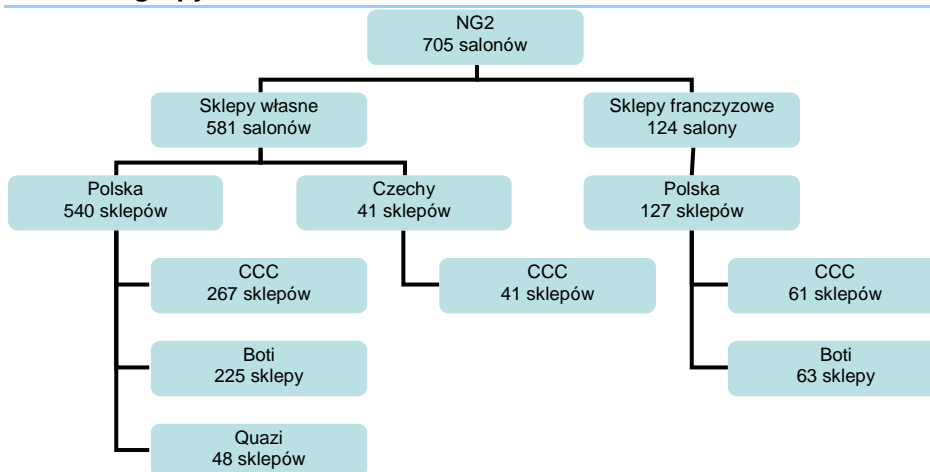 NG2
705 salonów
Sklepy własne
581 salonów
Sklepy franczyzowe
124 salony
Polska
540 sklepów
Czechy
41 sklepów
Polska
127 sklepów
CCC
267 sklepów
CCC
41 sklepów
CCC
61 sklepów
Boti
225 sklepy
Boti
63 sklepy
Quazi
48 sklepów